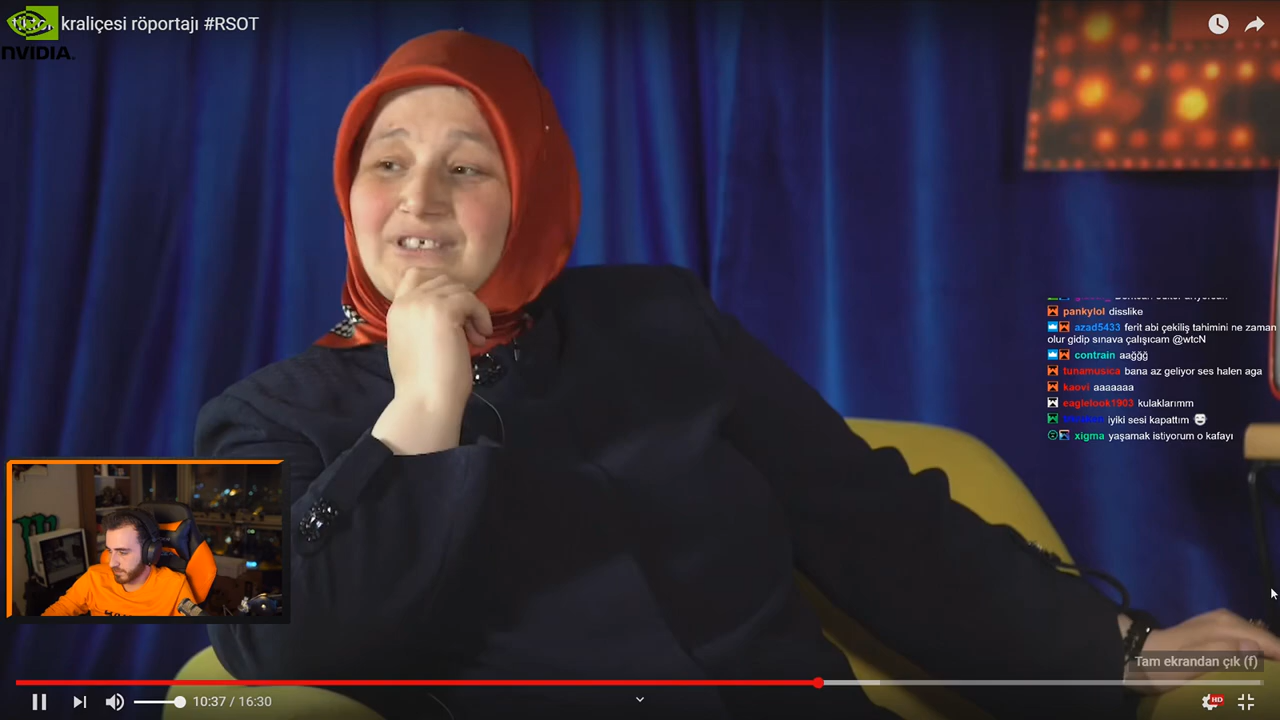 kraliçesi röportajı #RSOT
NVIDIA.
pankylol disslike
azad5433 ferit abi çekiliş tahimini ne zaman
olur gidip sınava çalışıcam @wtcN
contrain aağğğ
tunamusica bana az geliyor ses halen aga
kaovi aaaaaaa
eaglelook1903 kulaklarımm
iyiki sesi kapattım
xigma yaşamak istiyorum o kafayı
Tam ekrandan çık (f)
10:37 / 16:30
HD